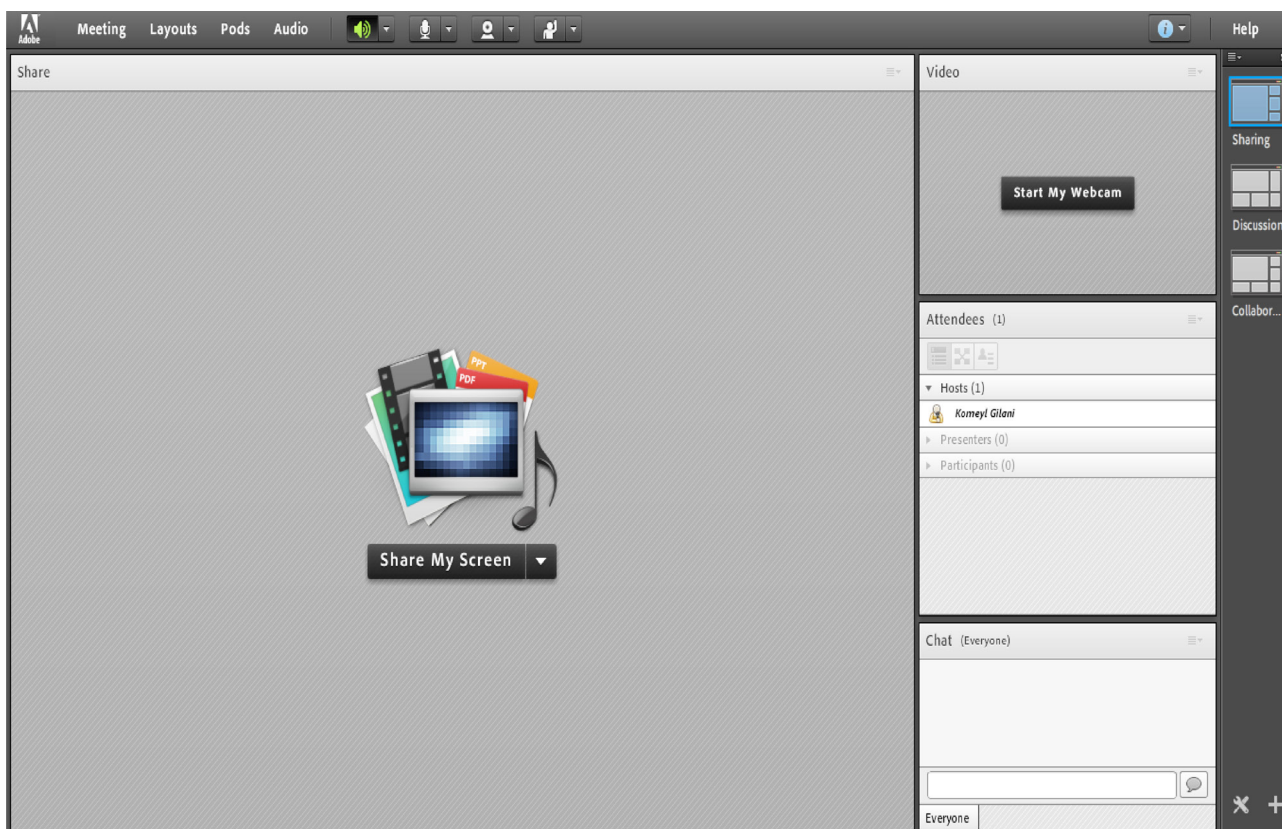 Adobe
Meeting Layouts Pods Audio Help
Share
PPT
PDF
Share My Screen
Video
Start My Webcam
Attendees (1)
Hosts (1)
Komeyl Gilani
Presenters (0)
Participants (0)
Chat (Everyone)
Everyone
Sharing
Discussion
Collabor...